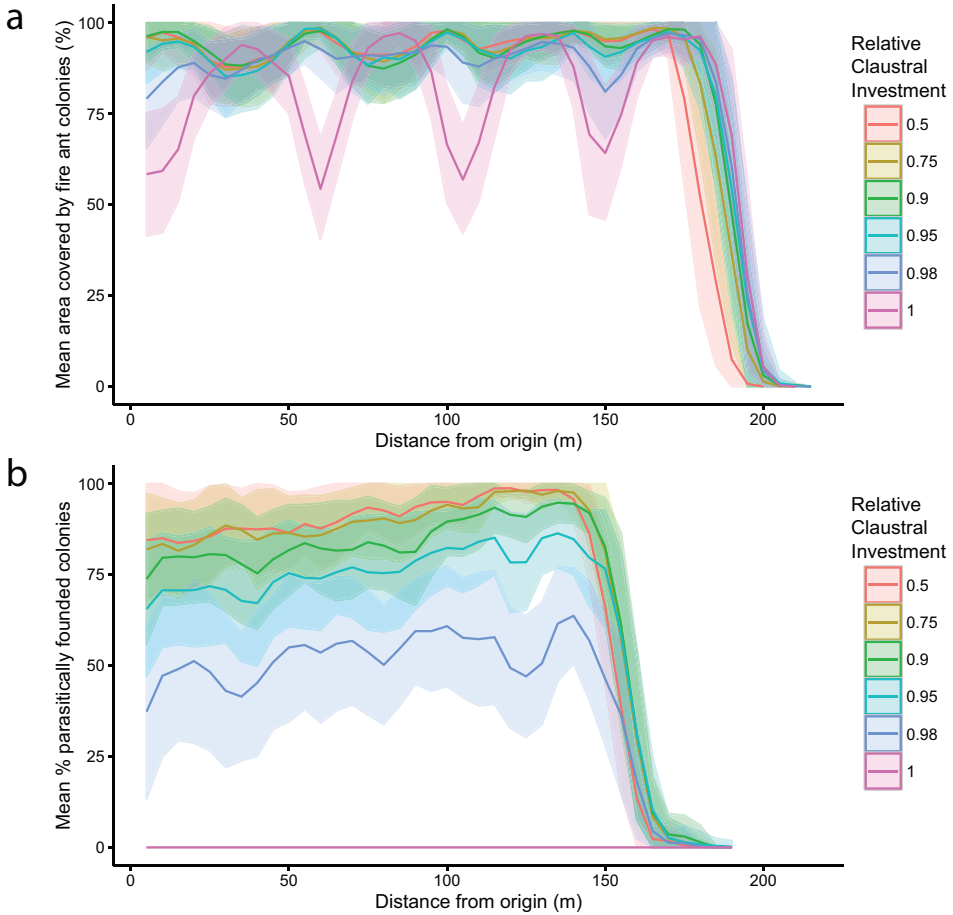 a
Mean area covered by fire ant colonies (%)
100
75
50
25
0
0 50 100 150 200
Distance from origin (m)
Relative
Claustral
Investment
0.5
0.75
0.9
0.95
0.98
1
b
Mean % parasitically founded colonies
100
75
50
25
0
0 50 100 150 200
Distance from origin (m)
Relative
Claustral
Investment
0.5
0.75
0.9
0.95
0.98
1